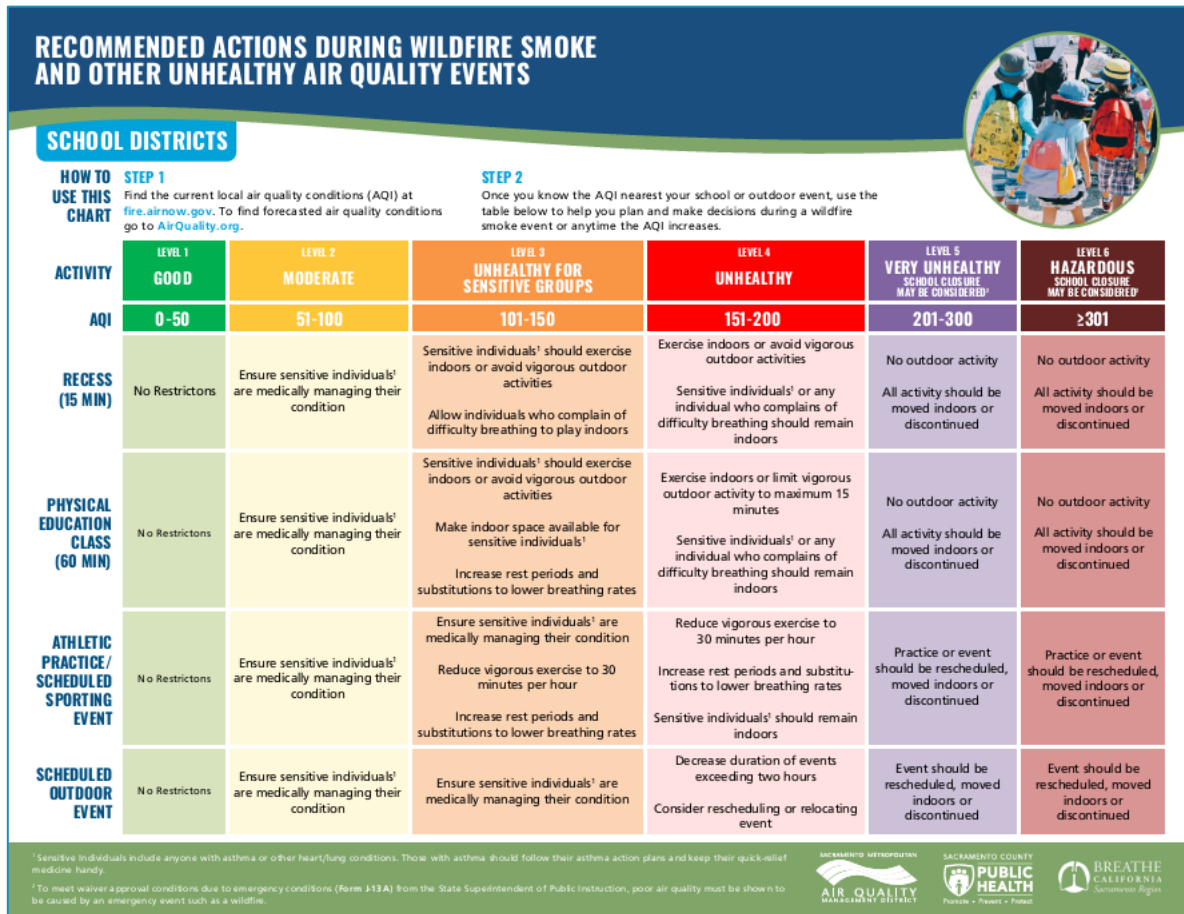 RECOMMENDED ACTIONS DURING WILDFIRE SMOKE
AND OTHER UNHEALTHY AIR QUALITY EVENTS
SCHOOL DISTRICTS
HOW TO
USE THIS
CHART
STEP 1
Find the current local air quality conditions (AQI) at
fire.airnow.gov. To find forecasted air quality conditions
go to AirQuality.org.
STEP 2
Once you know the AQI nearest your school or outdoor event, use the
table below to help you plan and make decisions during a wildfire
smoke event or anytime the AQI increases.
ACTIVITY
LEVEL 1
GOOD
LEVEL 2
MODERATE
LEVEL 3
UNHEALTHY FOR
SENSITIVE GROUPS
LEVEL 4
UNHEALTHY
LEVEL 5
VERY UNHEALTHY
SCHOOL CLOSURE
MAY BE CONSIDERED²
LEVEL 6
HAZARDOUS
SCHOOL CLOSURE
MAY BE CONSIDERED²
AQI
0-50
51-100
101-150
151-200
201-300
≥301
RECESS
(15 MIN)
No Restrictons
Ensure sensitive individuals¹
are medically managing their
condition
Sensitive individuals¹ should exercise
indoors or avoid vigorous outdoor
activities
Allow individuals who complain of
difficulty breathing to play indoors
Exercise indoors or avoid vigorous
outdoor activities
Sensitive individuals¹ or any
individual who complains of
difficulty breathing should remain
indoors
No outdoor activity
All activity should be
moved indoors or
discontinued
No outdoor activity
All activity should be
moved indoors or
discontinued
PHYSICAL
EDUCATION
CLASS
(60 MIN)
No Restrictons
Ensure sensitive individuals¹
are medically managing their
condition
Sensitive individuals¹ should exercise
indoors or avoid vigorous outdoor
activities
Make indoor space available for
sensitive individuals¹
Increase rest periods and
substitutions to lower breathing rates
Exercise indoors or limit vigorous
outdoor activity to maximum 15
minutes
Sensitive individuals¹ or any
individual who complains of
difficulty breathing should remain
indoors
No outdoor activity
All activity should be
moved indoors or
discontinued
No outdoor activity
All activity should be
moved indoors or
discontinued
ATHLETIC
PRACTICE/
SCHEDULED
SPORTING
EVENT
No Restrictons
Ensure sensitive individuals¹
are medically managing their
condition
Ensure sensitive individuals¹ are
medically managing their condition
Reduce vigorous exercise to 30
minutes per hour
Increase rest periods and
substitutions to lower breathing rates
Reduce vigorous exercise to
30 minutes per hour
Increase rest periods and substitu-
tions to lower breathing rates
Sensitive individuals¹ should remain
indoors
Practice or event
should be rescheduled,
moved indoors or
discontinued
Practice or event
should be rescheduled,
moved indoors or
discontinued
SCHEDULED
OUTDOOR
EVENT
No Restrictons
Ensure sensitive individuals¹
are medically managing their
condition
Ensure sensitive individuals¹ are
medically managing their condition
Decrease duration of events
exceeding two hours
Consider rescheduling or relocating
event
Event should be
rescheduled, moved
indoors or
discontinued
Event should be
rescheduled, moved
indoors or
discontinued
¹ Sensitive Individuals include anyone with asthma or other heart/lung conditions. Those with asthma should follow their asthma action plans and keep their quick-relief
medicine handy.
² To meet waiver approval conditions due to emergency conditions (Form J-13A) from the State Superintendent of Public Instruction, poor air quality must be shown to
be caused by an emergency event such as a wildfire.
SACRAMENTO METROPOLITAN
AIR QUALITY
MANAGEMENT DISTRICT
SACRAMENTO COUNTY
PUBLIC
HEALTH
Promote • Prevent • Protect
BREATHE
CALIFORNIA
Sacramento Region